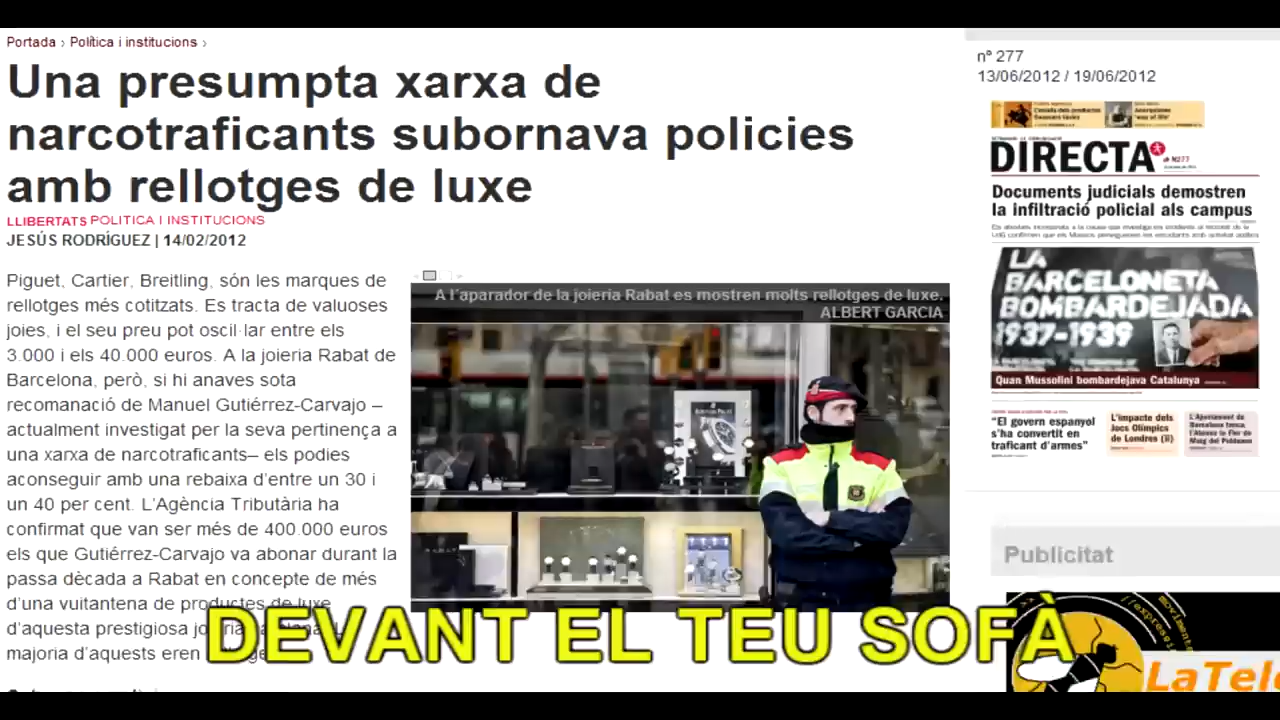 Portada › Política i institucions ›
Una presumpta xarxa de
narcotraficants subornava policies
amb rellotges de luxe
LLIBERTATS POLITICA I INSTITUCIONS
JESÚS RODRÍGUEZ | 14/02/2012
Piguet, Cartier, Breitling, són les marques de
rellotges més cotitzats. Es tracta de valuoses
joies, i el seu preu pot oscil·lar entre els
3.000 i els 40.000 euros. A la joieria Rabat de
Barcelona, però, si hi anaves sota
recomanació de Manuel Gutiérrez-Carvajo –
actualment investigat per la seva pertinença a
una xarxa de narcotraficants– els podies
aconseguir amb una rebaixa d'entre un 30 i
un 40 per cent. L'Agència Tributària ha
confirmat que van ser més de 400.000 euros
els que Gutiérrez-Carvajo va abonar durant la
passa dècada a Rabat en concepte de més
d'una vuitantena de productes de luxe
d'aquesta prestigiosa
majoria d'aquests eren
A l'aparador de la joieria Rabat es mostren molts rellotges de luxe.
ALBERT GARCIA
DEVANT EL TEU SOFÀ
nº 277
13/06/2012 / 19/06/2012
DIRECTA
Documents judicials demostren
la infiltració policial als campus
LA
BARCELONETA
BOMBARDEJADA
1937-1939
Quan Mussolini bombardejava Catalunya
"El govern espanyol
s'ha convertit en
traficant d'armes"
L'impacte dels
Jocs Olímpics
de Londres (ii)
Publicitat
LaTele